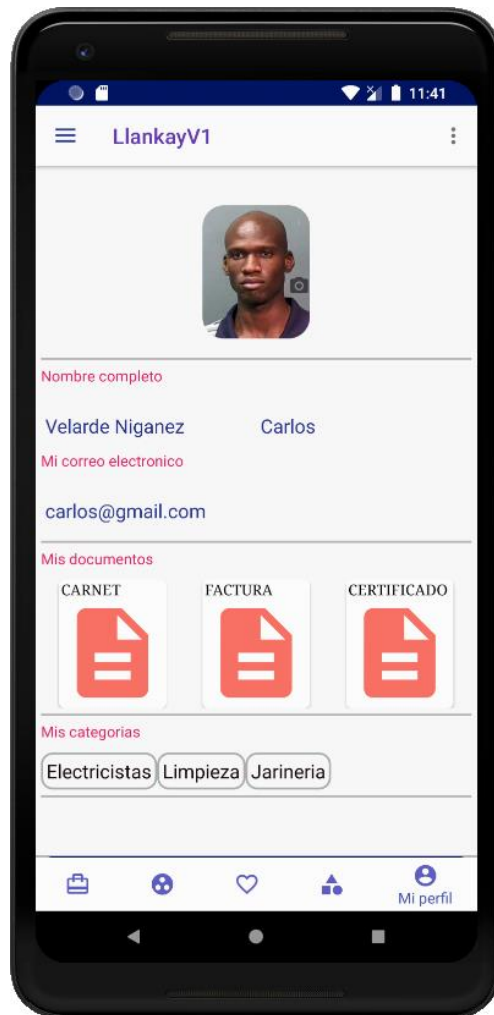 11:41
LlankayV1
Nombre completo
Velarde Niganez Carlos
Mi correo electronico
carlos@gmail.com
Mis documentos
CARNET FACTURA CERTIFICADO
Mis categorias
Electricistas Limpieza Jarineria
Mi perfil